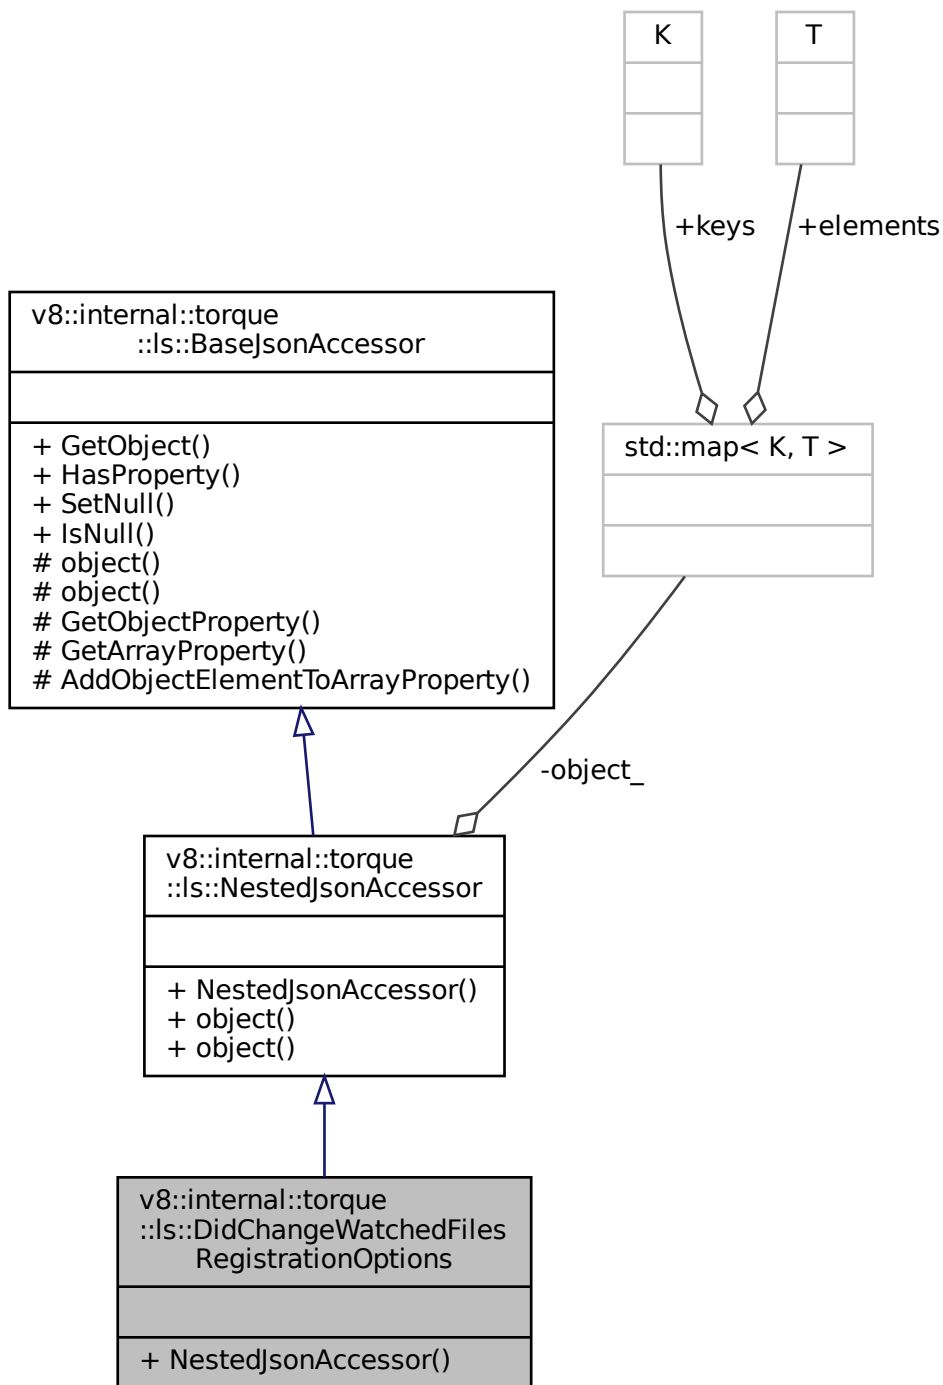 K
T
+keys
+elements
v8::internal::torque
::ls::BaseJsonAccessor
+ GetObject()
+ HasProperty()
+ SetNull()
+ IsNull()
# object()
# object()
# GetObjectProperty()
# GetArrayProperty()
# AddObjectElementToArrayProperty()
std::map< K, T >
-object_
v8::internal::torque
::ls::NestedJsonAccessor
+ NestedJsonAccessor()
+ object()
+ object()
v8::internal::torque
::ls::DidChangeWatchedFiles
RegistrationOptions
+ NestedJsonAccessor()